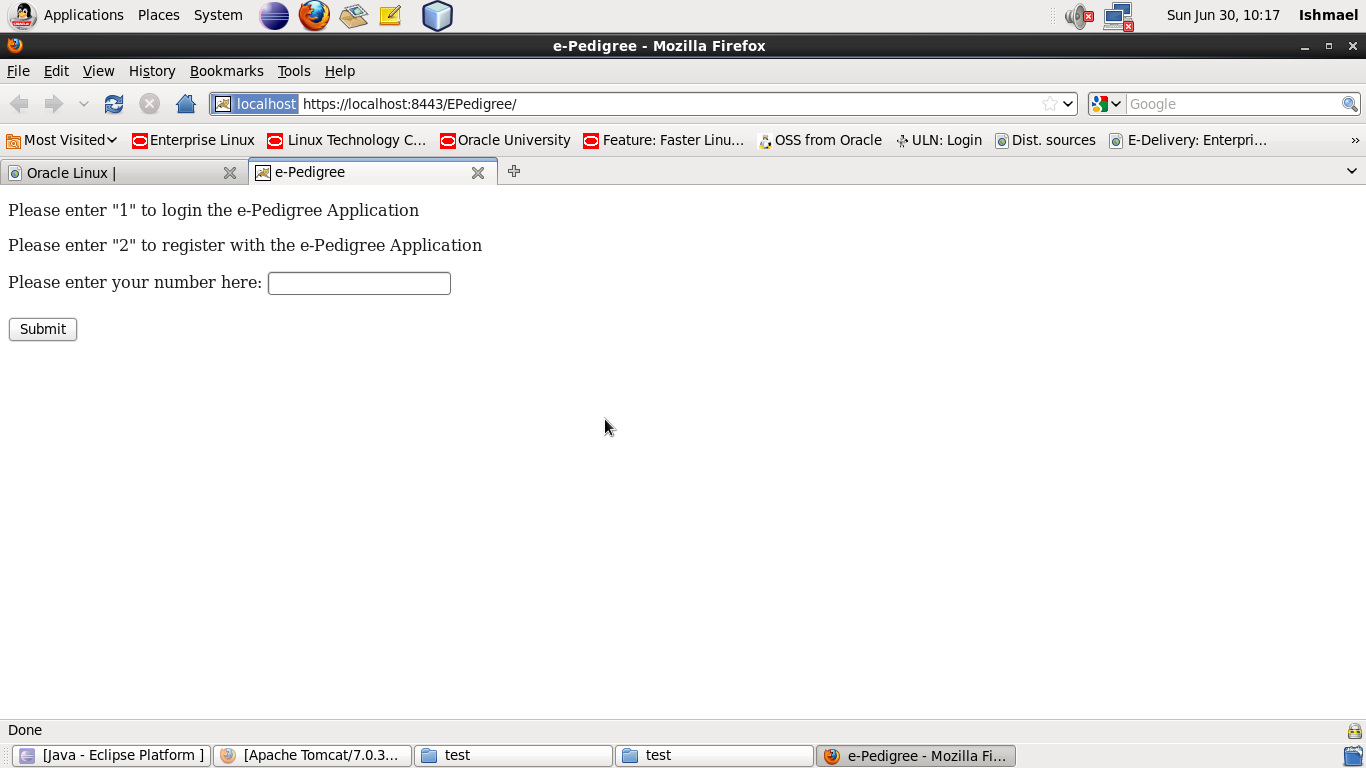 Applications Places System Sun Jun 30, 10:17 Ishmael
e-Pedigree - Mozilla Firefox
File Edit View History Bookmarks Tools Help
localhost https://localhost:8443/EPedigree/ Google
Most Visited Enterprise Linux Linux Technology C... Oracle University Feature: Faster Linu... OSS from Oracle ULN: Login Dist. sources E-Delivery: Enterpri... »
Oracle Linux | e-Pedigree
Please enter "1" to login the e-Pedigree Application
Please enter "2" to register with the e-Pedigree Application
Please enter your number here:
Submit
Done
[Java - Eclipse Platform ] [Apache Tomcat/7.0.3... test test e-Pedigree - Mozilla Fi...